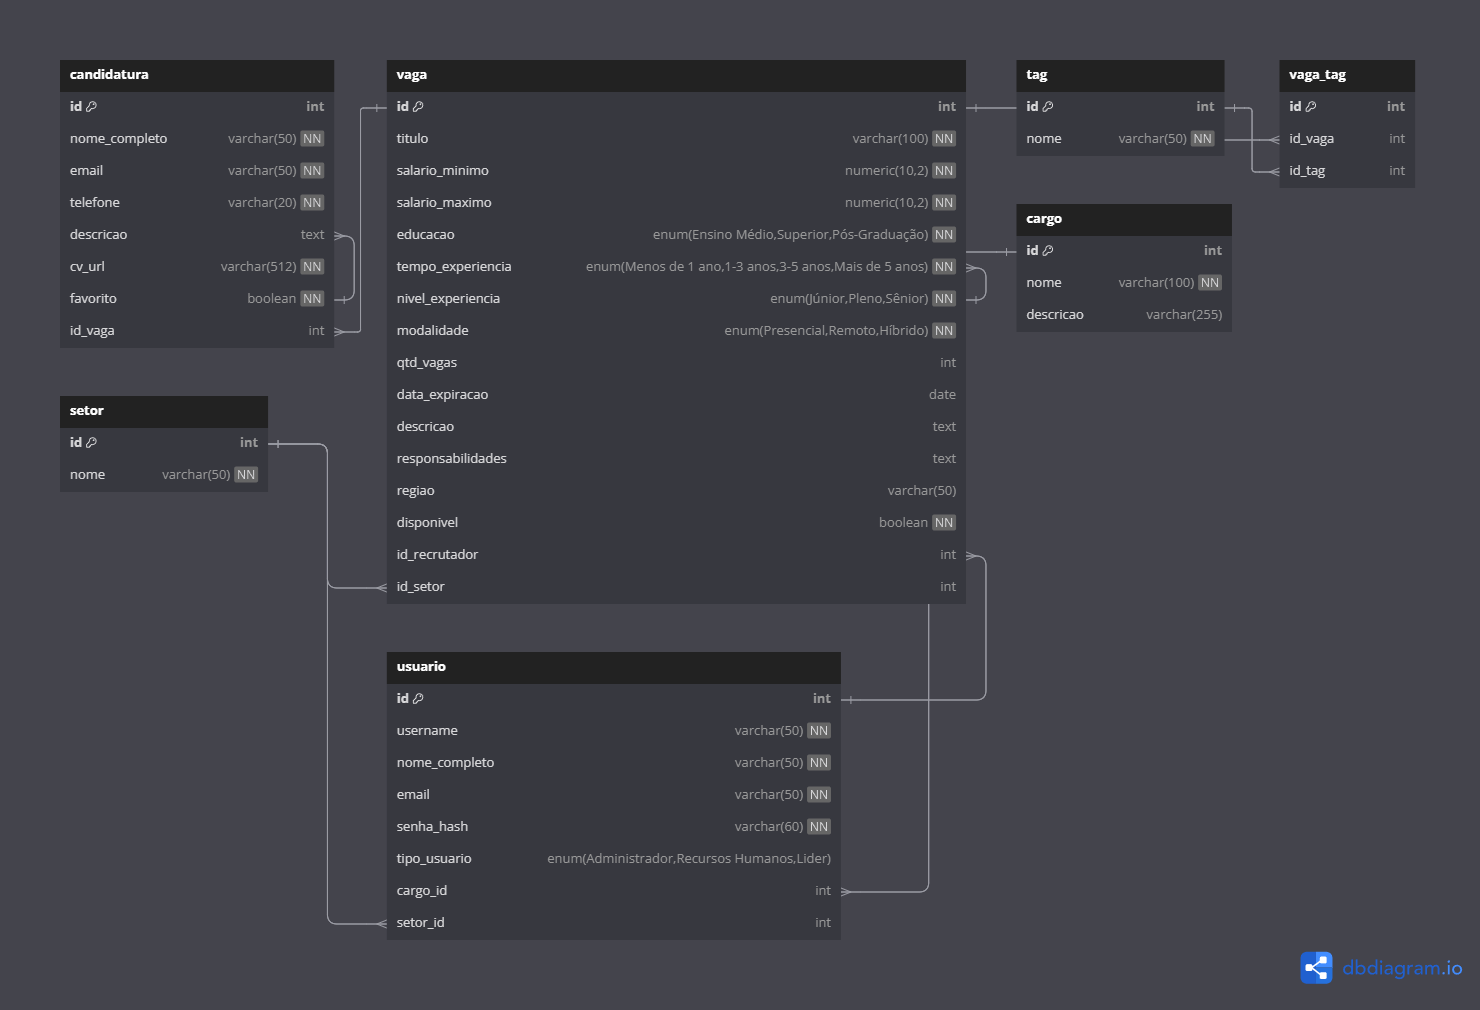 candidatura
id int
nome_completo varchar(50) NN
email varchar(50) NN
telefone varchar(20) NN
descricao text
cv_url varchar(512) NN
favorito boolean NN
id_vaga int
vaga
id int
titulo varchar(100) NN
salario_minimo numeric(10,2) NN
salario_maximo numeric(10,2) NN
educacao enum(Ensino Médio,Superior,Pós-Graduação) NN
tempo_experiencia enum(Menos de 1 ano,1-3 anos,3-5 anos,Mais de 5 anos) NN
nivel_experiencia enum(Júnior,Pleno,Sênior) NN
modalidade enum(Presencial,Remoto,Híbrido) NN
qtd_vagas int
data_expiracao date
descricao text
responsabilidades text
regiao varchar(50)
disponivel boolean NN
id_recrutador int
id_setor int
tag
id int
nome varchar(50) NN
vaga_tag
id int
id_vaga int
id_tag int
cargo
id int
nome varchar(100) NN
descricao varchar(255)
setor
id int
nome varchar(50) NN
usuario
id int
username varchar(50) NN
nome_completo varchar(50) NN
email varchar(50) NN
senha_hash varchar(60) NN
tipo_usuario enum(Administrador,Recursos Humanos,Lider)
cargo_id int
setor_id int
dbdiagram.io